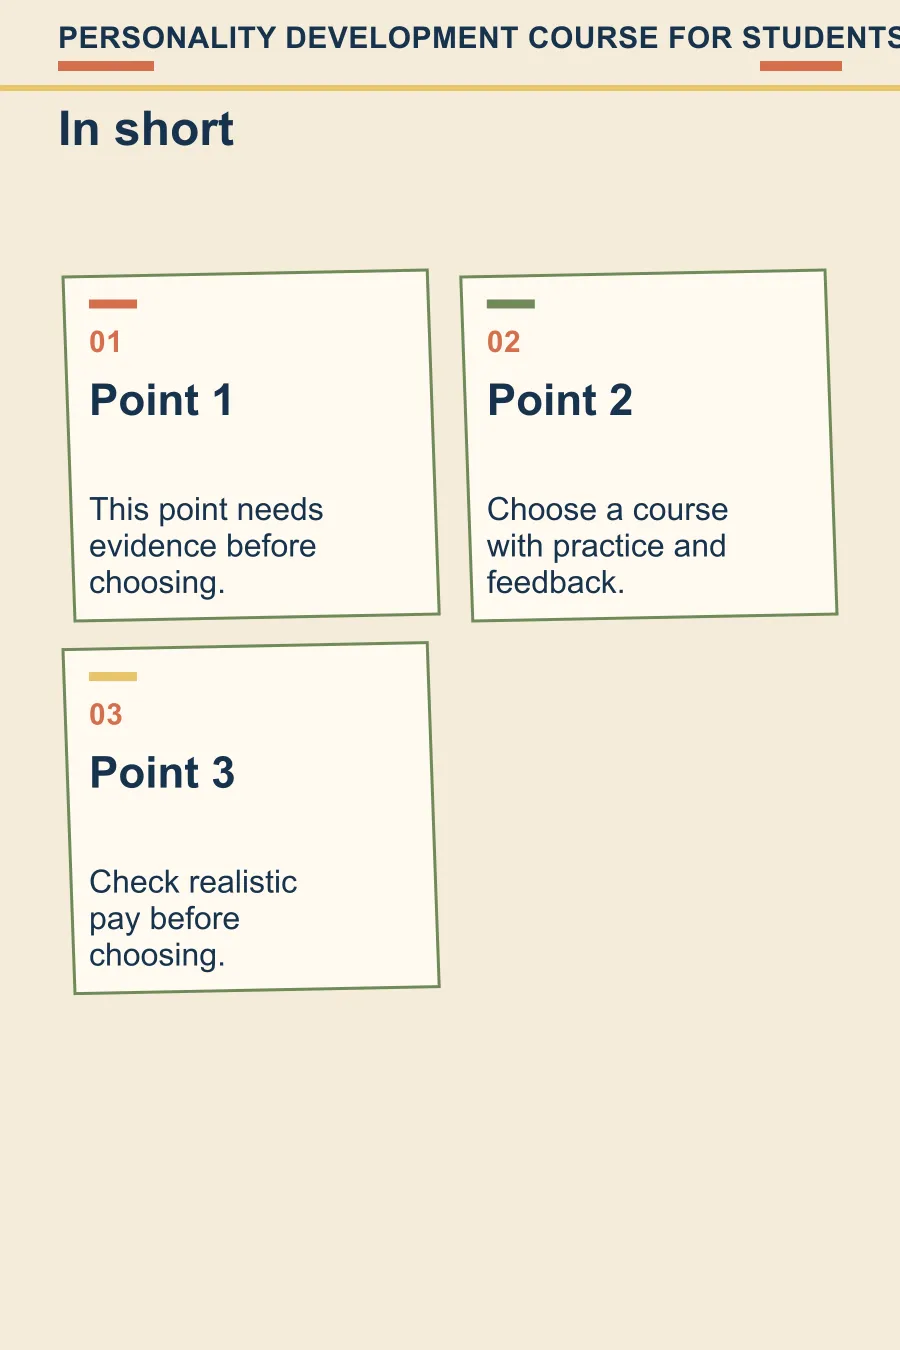 PERSONALITY DEVELOPMENT COURSE FOR STUDENTS
In short
01
Point 1
This point needs
evidence before
choosing.
02
Point 2
Choose a course
with practice and
feedback.
03
Point 3
Check realistic
pay before
choosing.